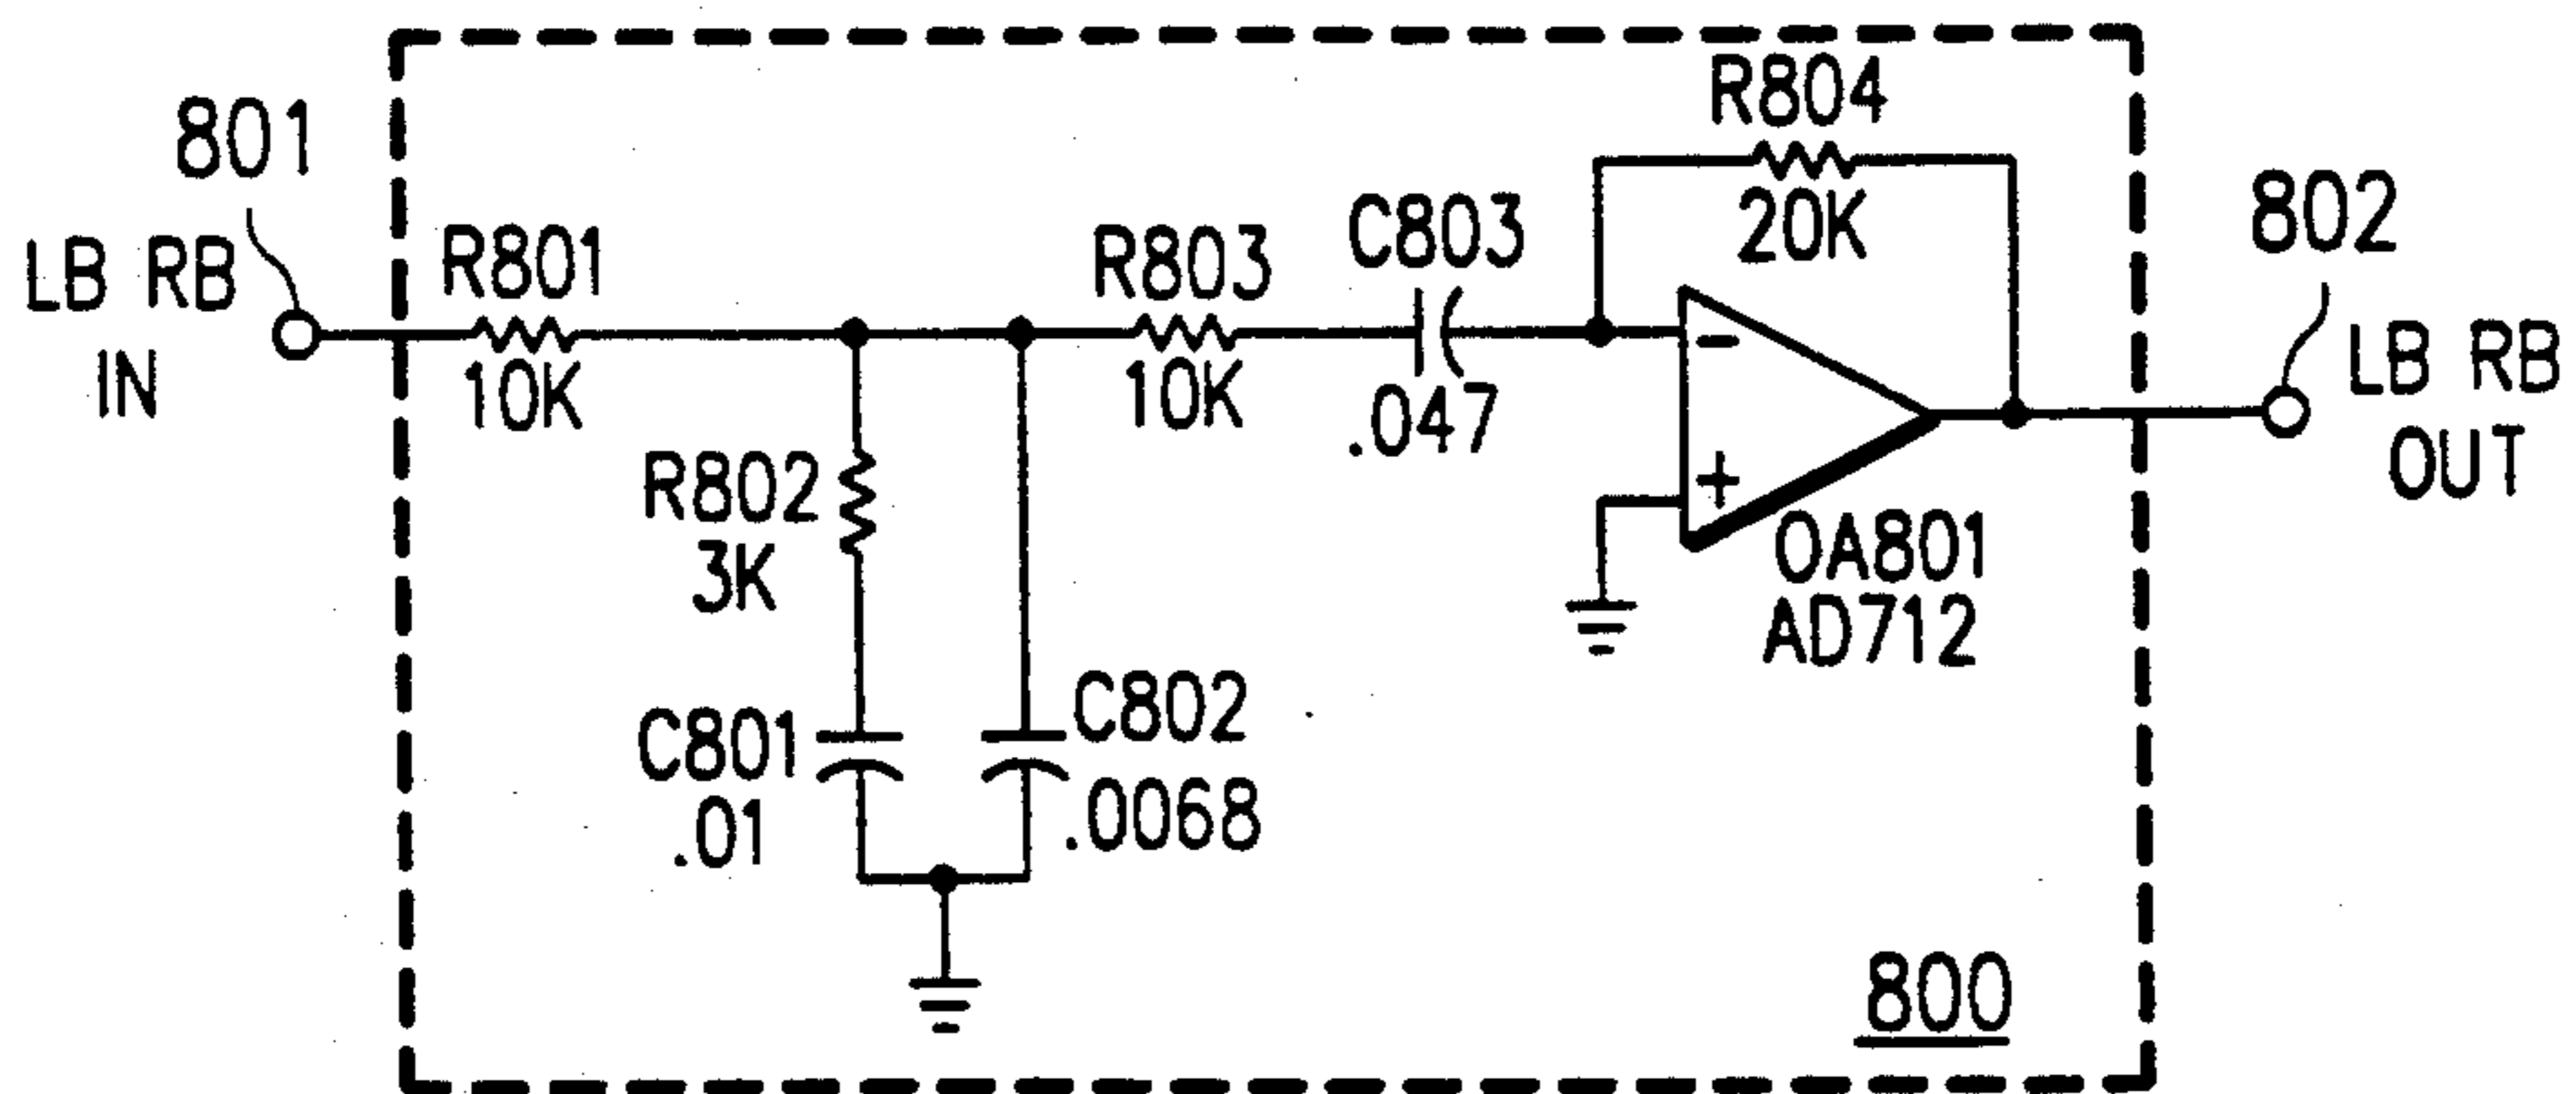 801
LB RB
IN
R801
10K
R802
3K
C801
.01
C802
.0068
R803
10K
C803
.047
R804
20K
-
+
OA801
AD712
802
LB RB
OUT
800